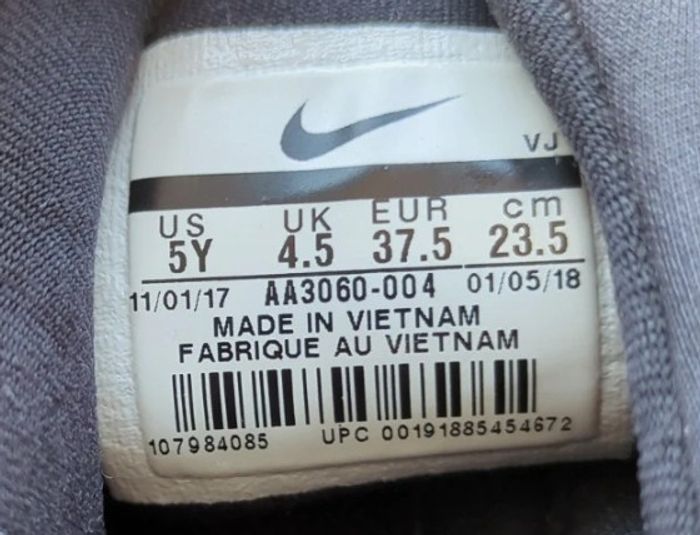 VJ
US UK EUR cm
5Y 4.5 37.5 23.5
11/01/17 AA3060-004 01/05/18
MADE IN VIETNAM
FABRIQUE AU VIETNAM
107984085 UPC 00191885454672